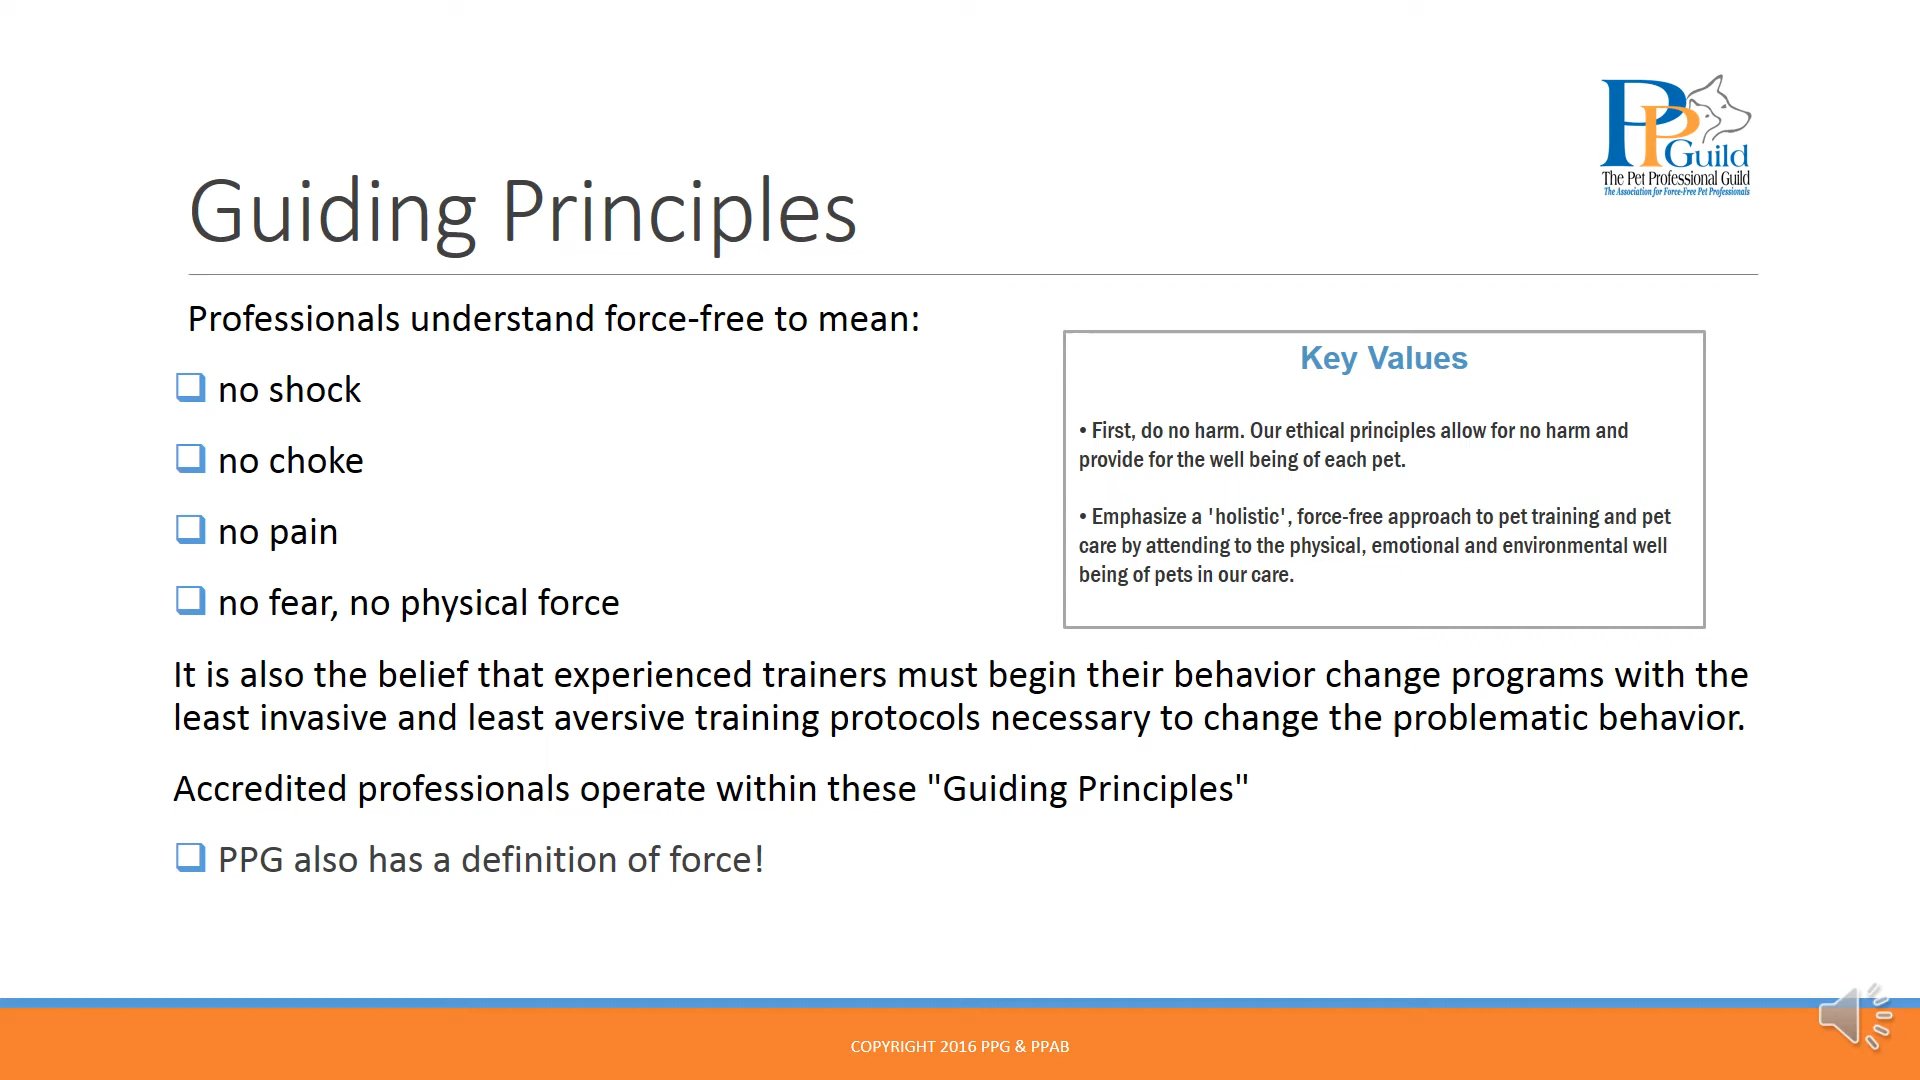 PP
Guild
The Pet Professional Guild
The Association for Force-Free Pet Professionals
Guiding Principles
Professionals understand force-free to mean:
no shock
no choke
no pain
no fear, no physical force
Key Values
• First, do no harm. Our ethical principles allow for no harm and
provide for the well being of each pet.
• Emphasize a 'holistic', force-free approach to pet training and pet
care by attending to the physical, emotional and environmental well
being of pets in our care.
It is also the belief that experienced trainers must begin their behavior change programs with the
least invasive and least aversive training protocols necessary to change the problematic behavior.
Accredited professionals operate within these "Guiding Principles"
PPG also has a definition of force!
COPYRIGHT 2016 PPG & PPAB